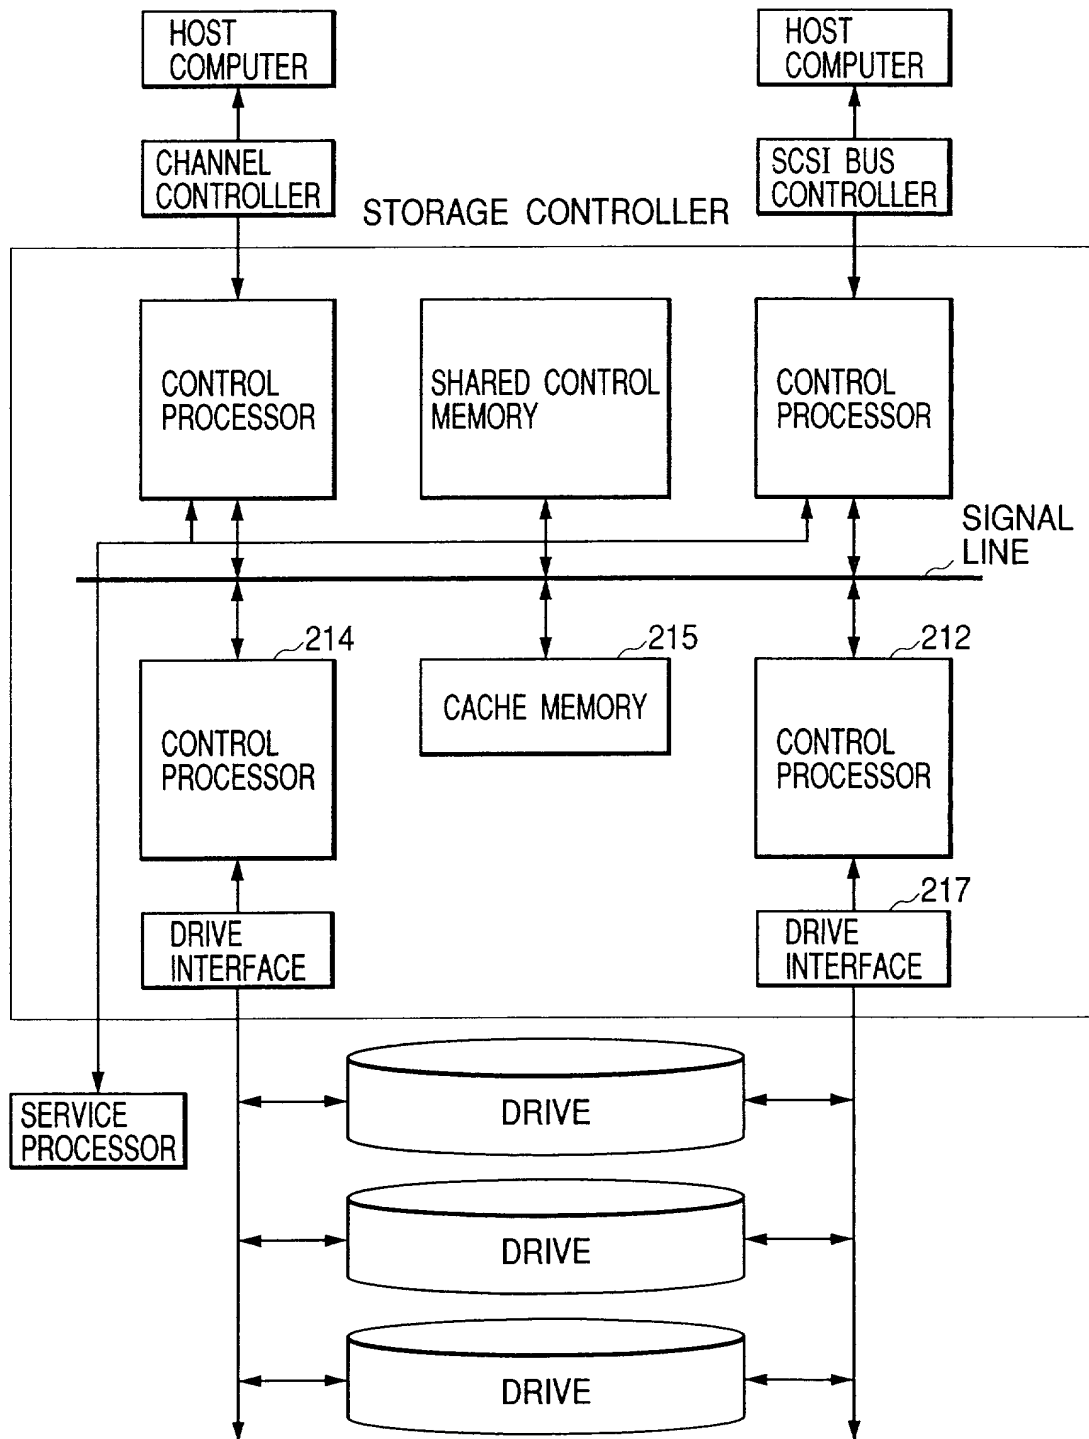 HOST
COMPUTER
HOST
COMPUTER
CHANNEL
CONTROLLER
SCSI BUS
CONTROLLER
STORAGE CONTROLLER
CONTROL
PROCESSOR
SHARED CONTROL
MEMORY
CONTROL
PROCESSOR
SIGNAL
LINE
214
215
212
CONTROL
PROCESSOR
CACHE MEMORY
CONTROL
PROCESSOR
217
DRIVE
INTERFACE
DRIVE
INTERFACE
SERVICE
PROCESSOR
DRIVE
DRIVE
DRIVE